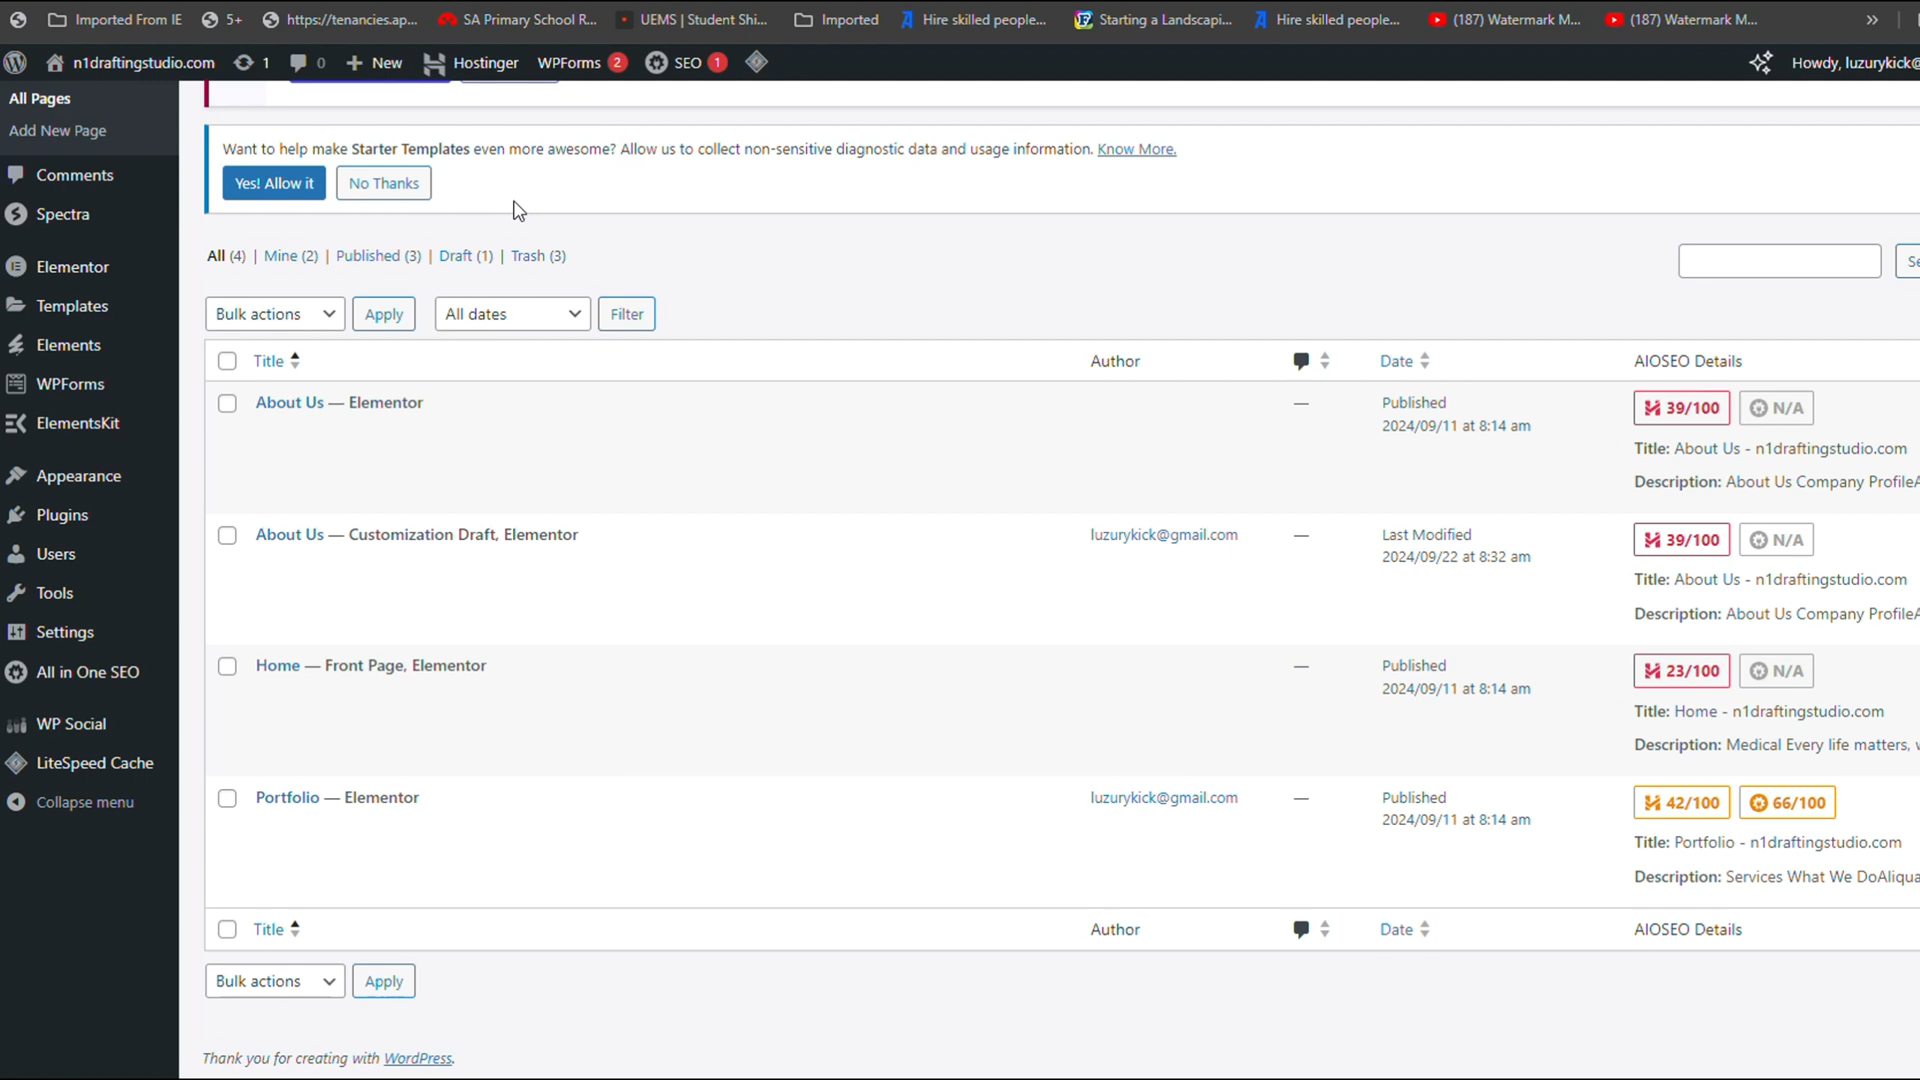 Imported From IE 5+ https://tenancies.ap... SA Primary School R... UEMS | Student Shi... Imported Hire skilled people... Starting a Landscapi... Hire skilled people... (187) Watermark M... (187) Watermark M... »
n1draftingstudio.com 1 0 + New Hostinger WPForms 2 SEO 1 Howdy, luzurykick@
All Pages
Add New Page
Comments
Spectra
Elementor
Templates
Elements
WPForms
ElementsKit
Appearance
Plugins
Users
Tools
Settings
All in One SEO
WP Social
LiteSpeed Cache
Collapse menu
Want to help make Starter Templates even more awesome? Allow us to collect non-sensitive diagnostic data and usage information. Know More.
Yes! Allow it No Thanks
All (4) | Mine (2) | Published (3) | Draft (1) | Trash (3)
Se
Bulk actions Apply All dates Filter
Title Author Date AIOSEO Details
About Us — Elementor — Published 39/100 N/A
2024/09/11 at 8:14 am
Title: About Us - n1draftingstudio.com
Description: About Us Company ProfileA
About Us — Customization Draft, Elementor luzurykick@gmail.com — Last Modified 39/100 N/A
2024/09/22 at 8:32 am
Title: About Us - n1draftingstudio.com
Description: About Us Company ProfileA
Home — Front Page, Elementor — Published 23/100 N/A
2024/09/11 at 8:14 am
Title: Home - n1draftingstudio.com
Description: Medical Every life matters, w
Portfolio — Elementor luzurykick@gmail.com — Published 42/100 66/100
2024/09/11 at 8:14 am
Title: Portfolio - n1draftingstudio.com
Description: Services What We DoAliqua
Title Author Date AIOSEO Details
Bulk actions Apply
Thank you for creating with WordPress.